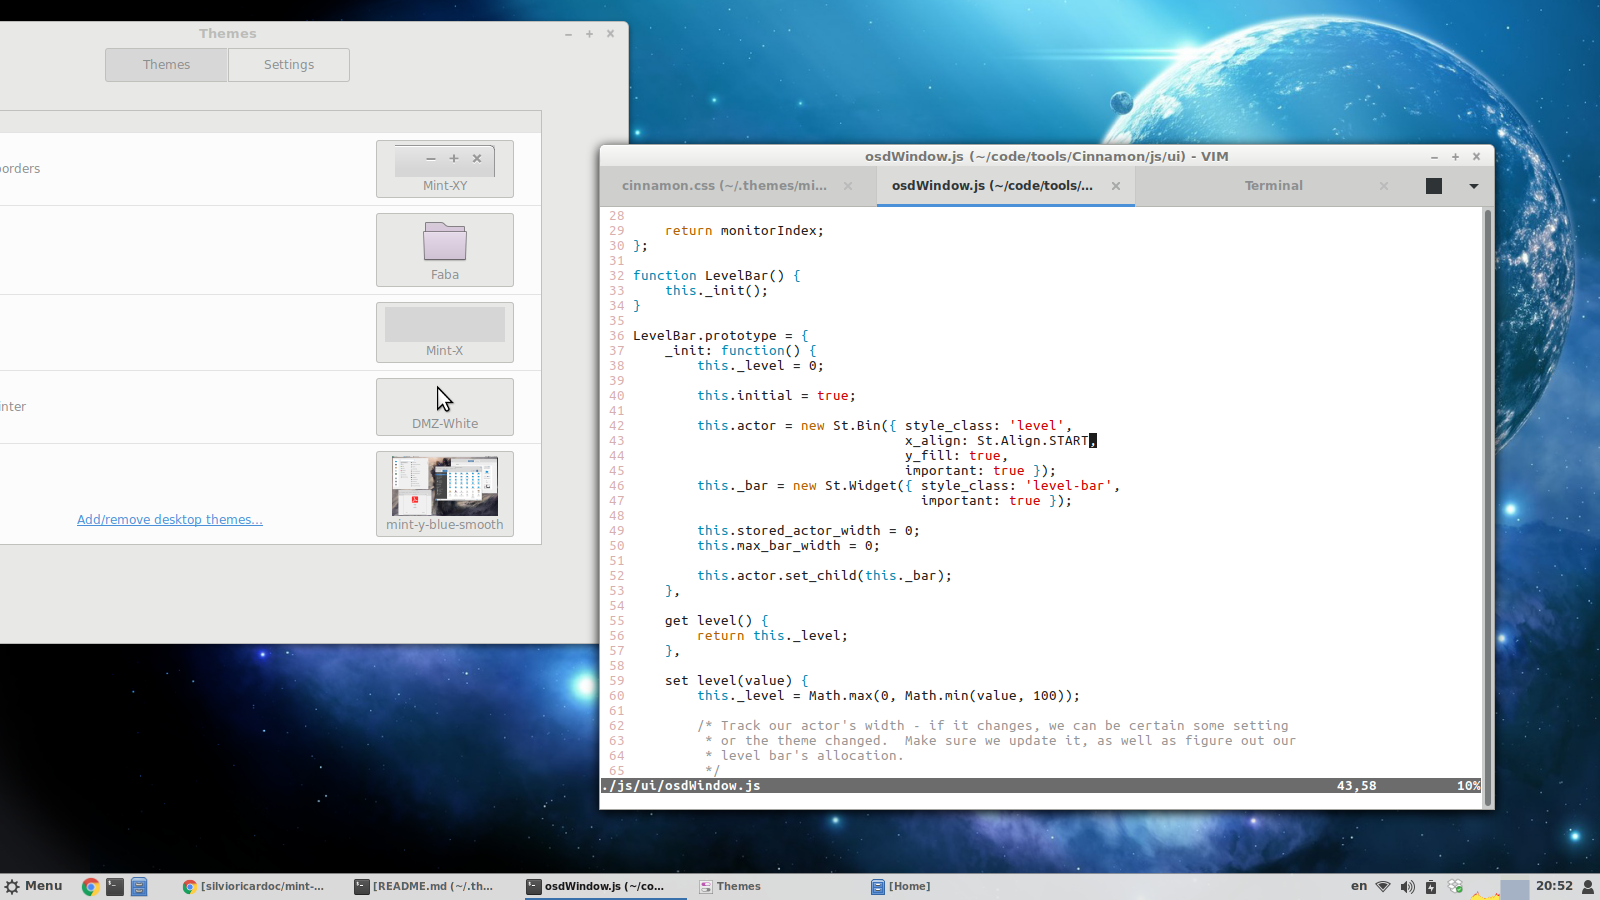 Themes
Themes
Settings
borders
Mint-XY
Faba
Mint-X
inter
DMZ-White
Add/remove desktop themes...
mint-y-blue-smooth
osdWindow.js (~/code/tools/Cinnamon/js/ui) - VIM
cinnamon.css (~/.themes/mi...
osdWindow.js (~/code/tools/...
Terminal
28
29     return monitorIndex;
30 };
31
32 function LevelBar() {
33     this._init();
34 }
35
36 LevelBar.prototype = {
37     _init: function() {
38         this._level = 0;
39
40         this.initial = true;
41
42         this.actor = new St.Bin({ style_class: 'level',
43                                   x_align: St.Align.START,
44                                   y_fill: true,
45                                   important: true });
46         this._bar = new St.Widget({ style_class: 'level-bar',
47                                     important: true });
48
49         this.stored_actor_width = 0;
50         this.max_bar_width = 0;
51
52         this.actor.set_child(this._bar);
53     },
54
55     get level() {
56         return this._level;
57     },
58
59     set level(value) {
60         this._level = Math.max(0, Math.min(value, 100));
61
62         /* Track our actor's width - if it changes, we can be certain some setting
63          * or the theme changed.  Make sure we update it, as well as figure out our
64          * level bar's allocation.
65          */
./js/ui/osdWindow.js 43,58 10%
Menu
[silvioricardoc/mint-...
[README.md (~/.th...
osdWindow.js (~/co...
Themes
[Home]
en
20:52